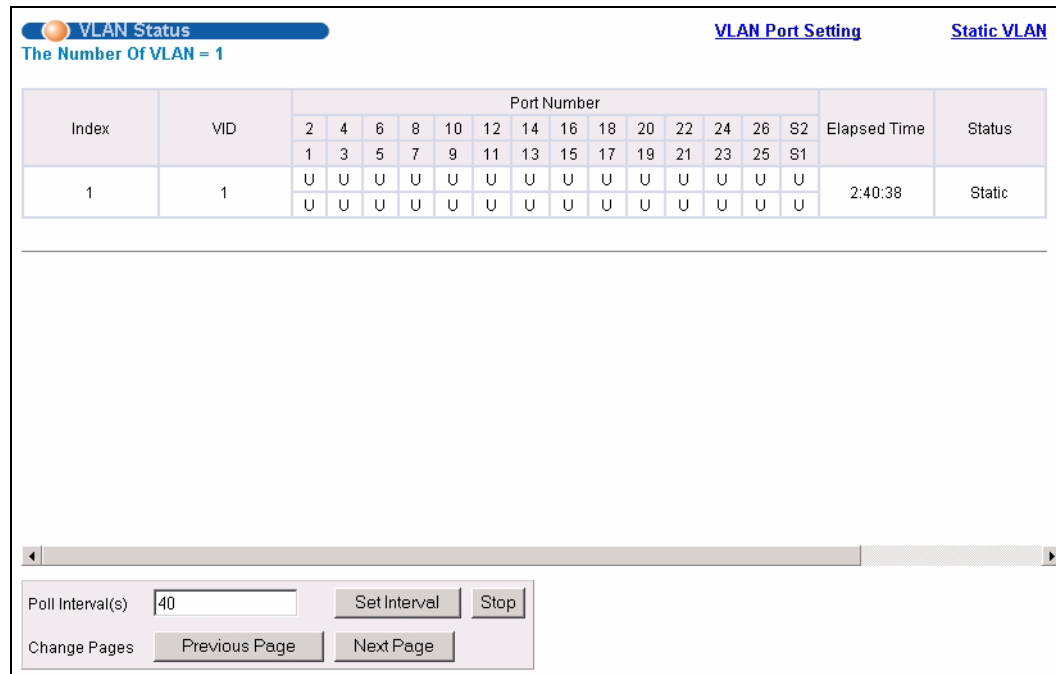 VLAN Status VLAN Port Setting Static VLAN
The Number Of VLAN = 1
Port Number
Index VID 2 4 6 8 10 12 14 16 18 20 22 24 26 S2 Elapsed Time Status
1 3 5 7 9 11 13 15 17 19 21 23 25 S1
U U U U U U U U U U U U U U
1 1 2:40:38 Static
U U U U U U U U U U U U U U
Poll Interval(s) 40 Set Interval Stop
Change Pages Previous Page Next Page